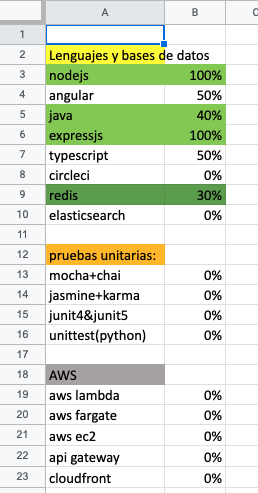 A B C
1
2 Lenguajes y bases de datos
3 nodejs 100%
4 angular 50%
5 java 40%
6 expressjs 100%
7 typescript 50%
8 circleci 0%
9 redis 30%
10 elasticsearch 0%
11
12 pruebas unitarias:
13 mocha+chai 0%
14 jasmine+karma 0%
15 junit4&junit5 0%
16 unittest(python) 0%
17
18 AWS
19 aws lambda 0%
20 aws fargate 0%
21 aws ec2 0%
22 api gateway 0%
23 cloudfront 0%